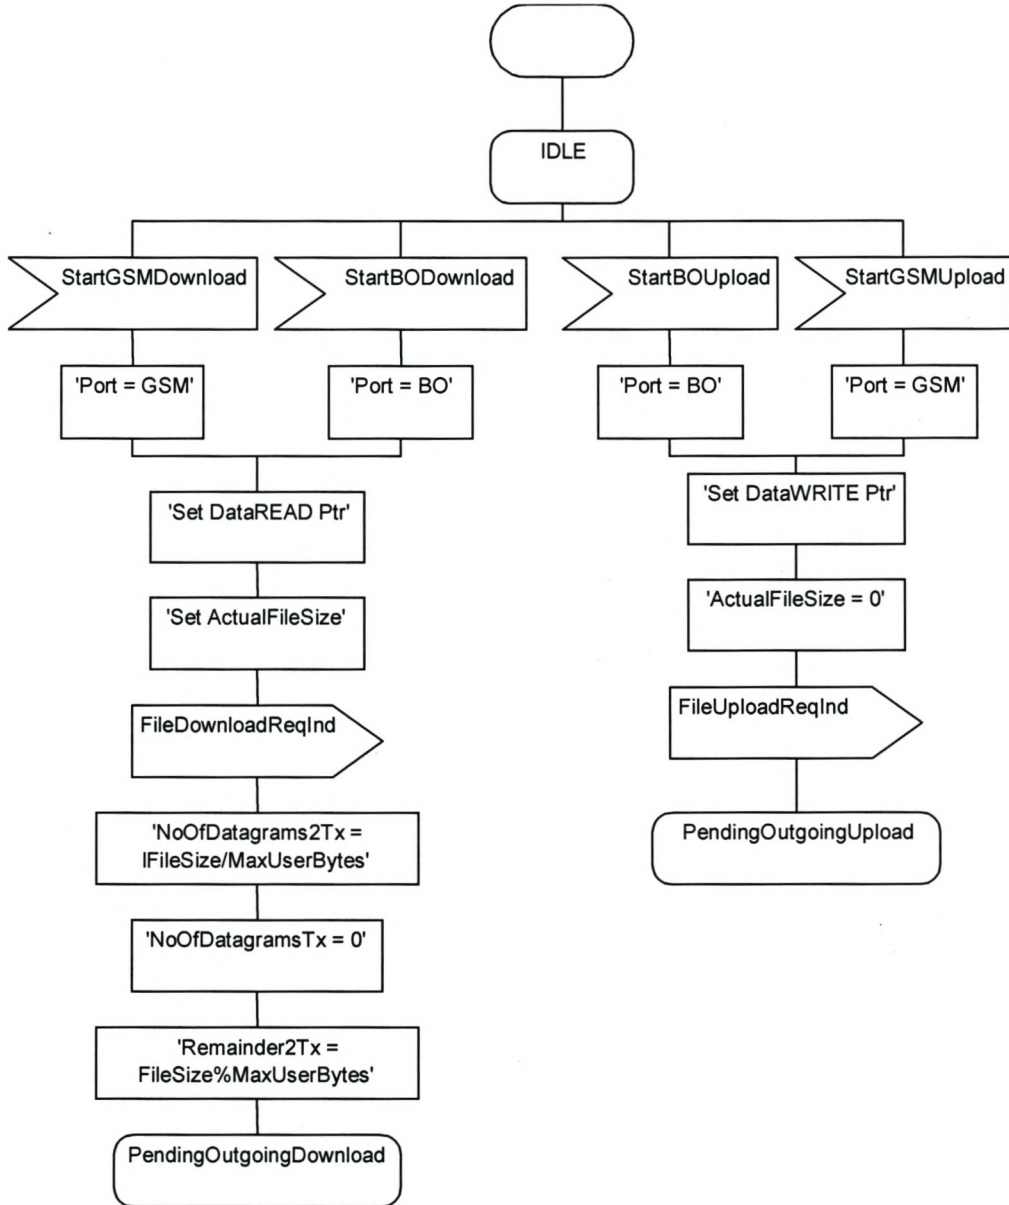 IDLE
StartGSMDownload
StartBODownload
StartBOUpload
StartGSMUpload
'Port = GSM'
'Port = BO'
'Port = BO'
'Port = GSM'
'Set DataREAD Ptr'
'Set DataWRITE Ptr'
'Set ActualFileSize'
'ActualFileSize = 0'
FileDownloadReqInd
FileUploadReqInd
'NoOfDatagrams2Tx =
lFileSize/MaxUserBytes'
PendingOutgoingUpload
'NoOfDatagramsTx = 0'
'Remainder2Tx =
FileSize%MaxUserBytes'
PendingOutgoingDownload